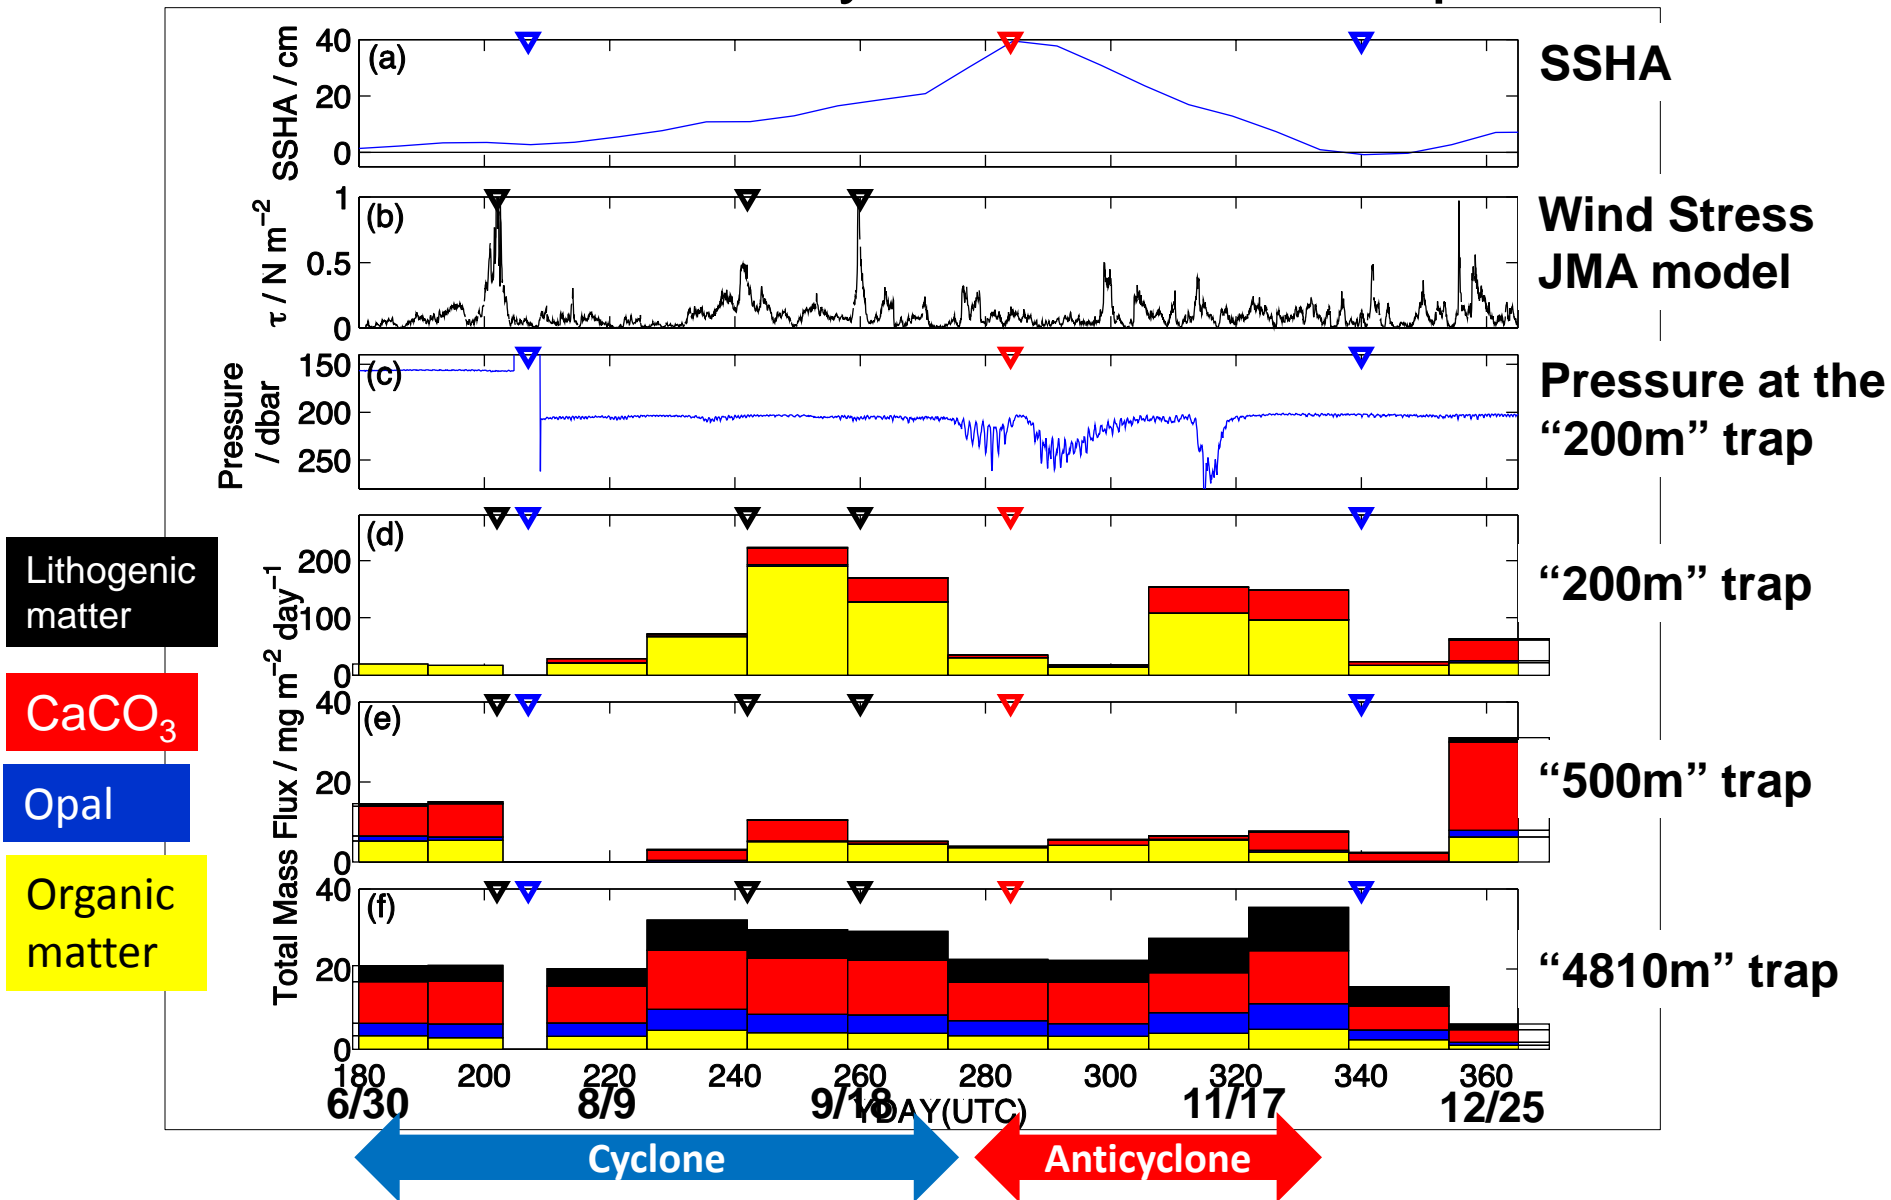 40
20
0
SSHA / cm
(a)
SSHA
1
0.5
0
τ / N m⁻²
(b)
Wind Stress
JMA model
150
200
250
Pressure
/ dbar
(c)
Pressure at the
“200m” trap
Lithogenic
matter
CaCO₃
Opal
Organic
matter
Total Mass Flux / mg m⁻² day⁻¹
200
100
0
(d)
“200m” trap
40
20
0
(e)
“500m” trap
40
20
0
(f)
“4810m” trap
180 200 220 240 260 280 300 320 340 360
6/30 8/9 9/18 11/17 12/25
YDAY(UTC)
Cyclone
Anticyclone